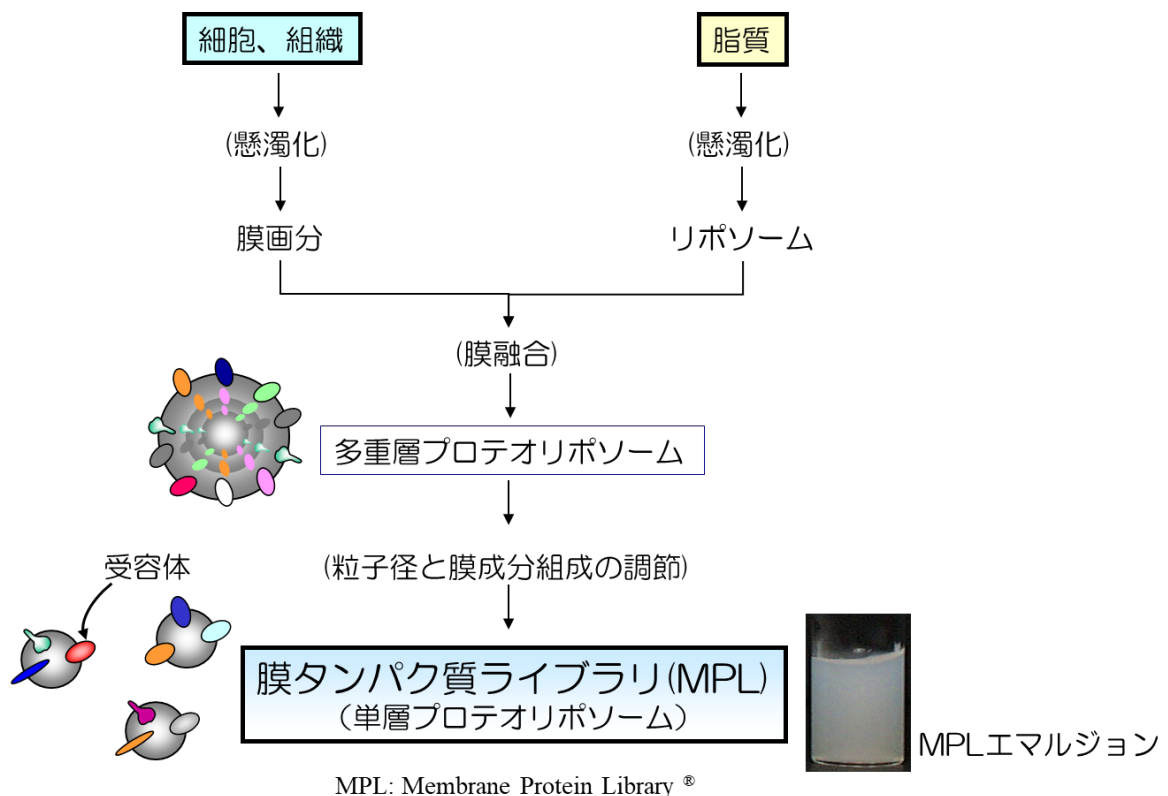 細胞、組織
脂質
(懸濁化)
(懸濁化)
膜画分
リポソーム
(膜融合)
多重層プロテオリポソーム
受容体
(粒子径と膜成分組成の調節)
膜タンパク質ライブラリ(MPL)
（単層プロテオリポソーム）
MPLエマルジョン
MPL: Membrane Protein Library ®